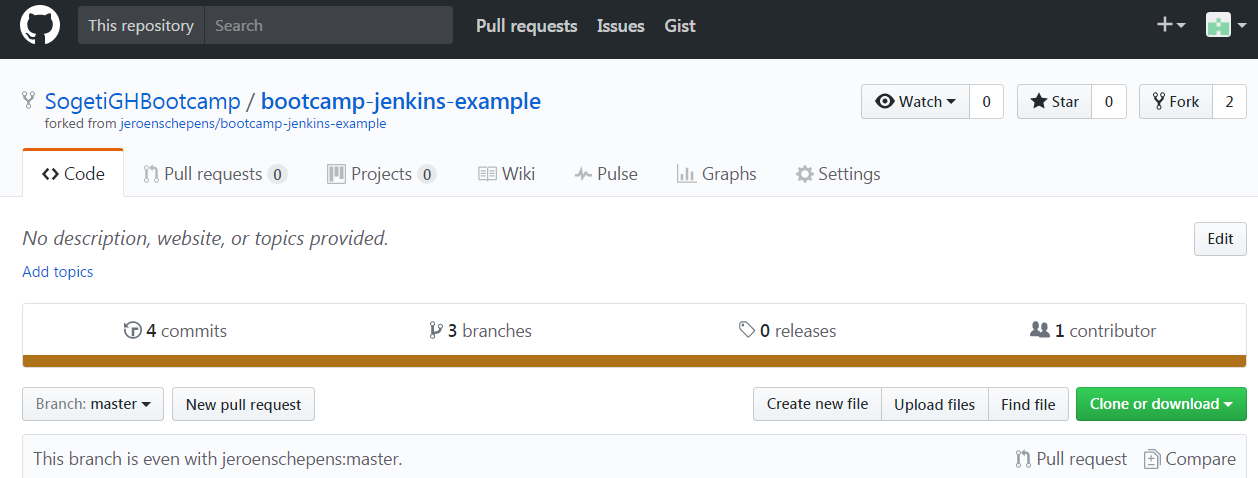 This repository Search Pull requests Issues Gist
SogetiGHBootcamp / bootcamp-jenkins-example Watch 0 Star 0 Fork 2
forked from jeroenschepens/bootcamp-jenkins-example
Code Pull requests 0 Projects 0 Wiki Pulse Graphs Settings
No description, website, or topics provided. Edit
Add topics
4 commits 3 branches 0 releases 1 contributor
Branch: master New pull request Create new file Upload files Find file Clone or download
This branch is even with jeroenschepens:master. Pull request Compare